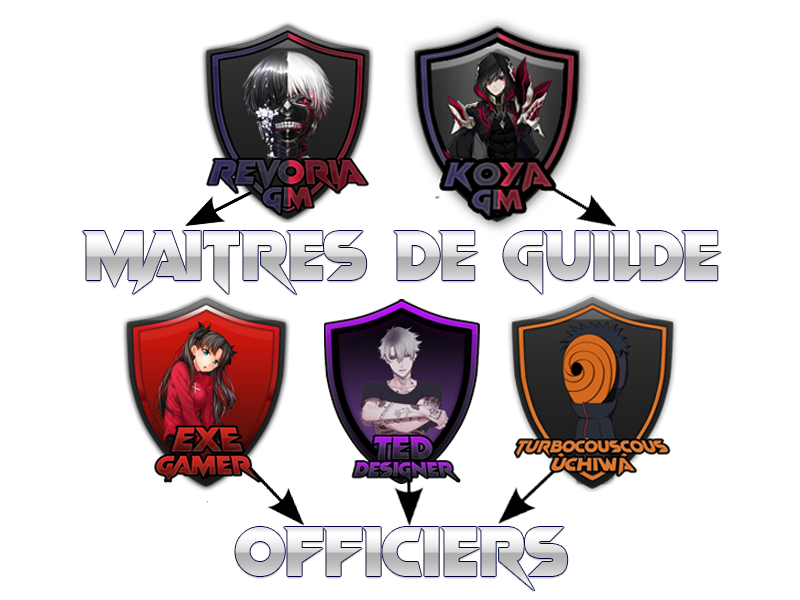 REVORIA
GM
KOYA
GM
MAITRES DE GUILDE
EXE
GAMER
TED
DESIGNER
TURBOCOUSCOUS
UCHIWA
OFFICIERS